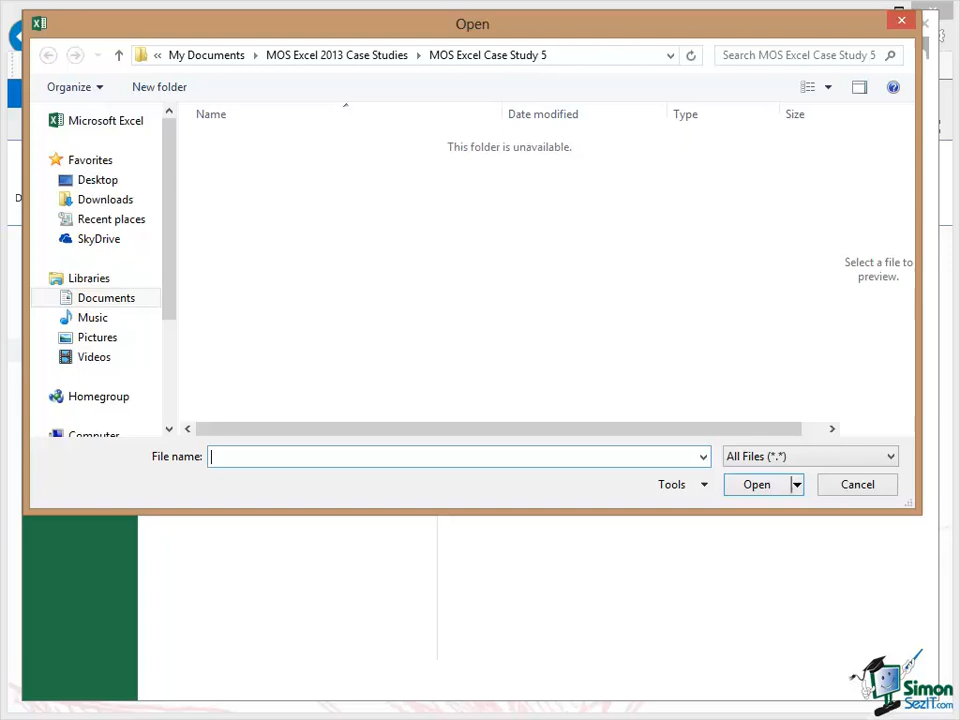 Open
« My Documents MOS Excel 2013 Case Studies MOS Excel Case Study 5
Search MOS Excel Case Study 5
Organize New folder
Name Date modified Type Size
This folder is unavailable.
Microsoft Excel
Favorites
Desktop
Downloads
Recent places
SkyDrive
Libraries
Documents
Music
Pictures
Videos
Homegroup
Computer
Select a file to
preview.
File name:
All Files (*.*)
Tools Open Cancel
D
Simon
SezIT.com